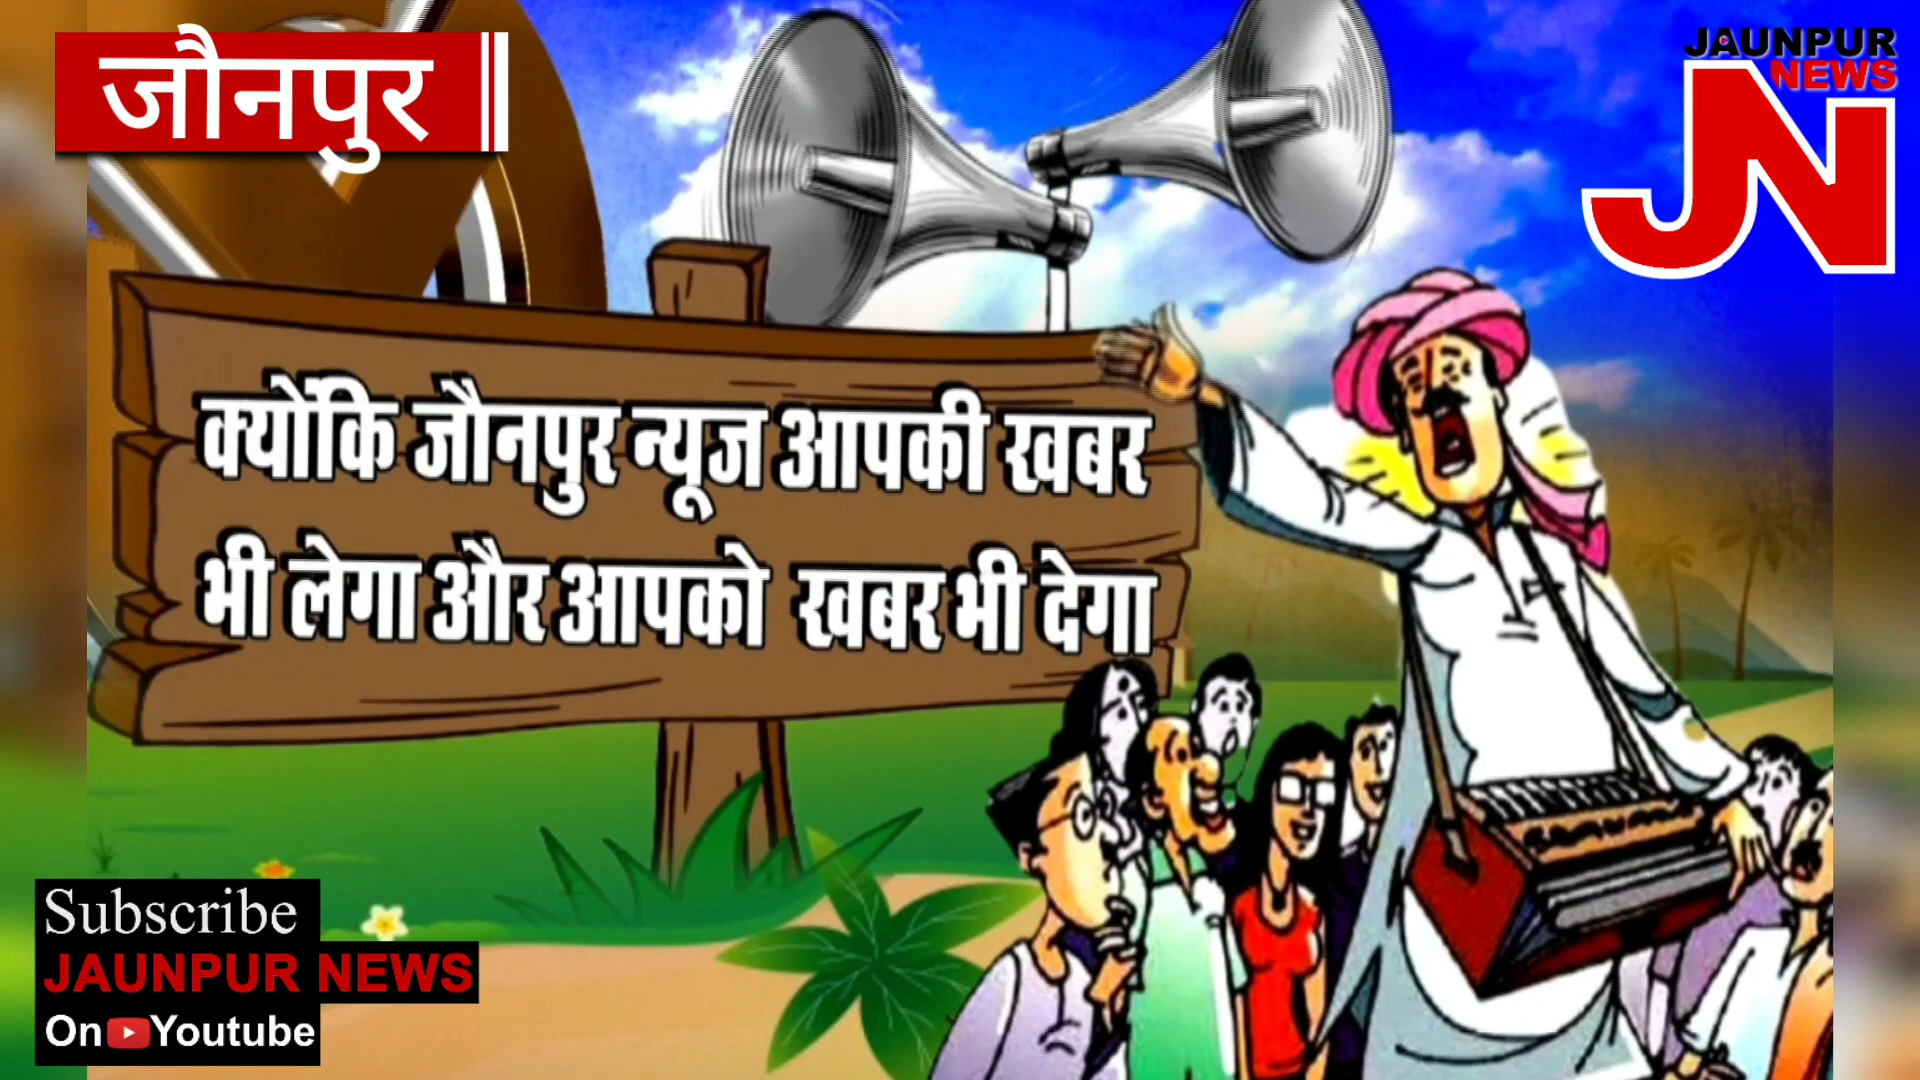 जौनपुर
JAUNPUR
NEWS
JN
क्योंकि जौनपुर न्यूज आपकी खबर
भी लेगा और आपको खबर भी देगा
Subscribe
JAUNPUR NEWS
On Youtube